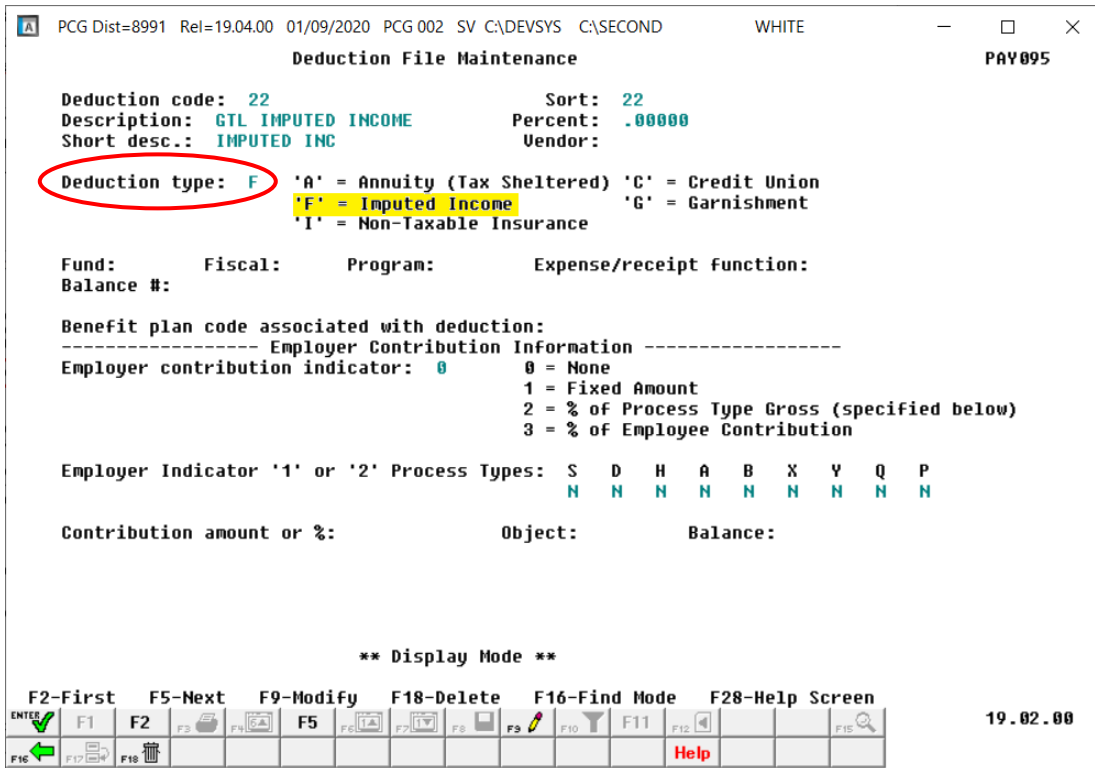 A PCG Dist=8991 Rel=19.04.00 01/09/2020 PCG 002 SV C:\DEVSYS C:\SECOND WHITE
Deduction File Maintenance PAY095
Deduction code: 22 Sort: 22
Description: GTL IMPUTED INCOME Percent: .00000
Short desc.: IMPUTED INC Vendor:
Deduction type: F 'A' = Annuity (Tax Sheltered) 'C' = Credit Union
'F' = Imputed Income 'G' = Garnishment
'I' = Non-Taxable Insurance
Fund: Fiscal: Program: Expense/receipt function:
Balance #:
Benefit plan code associated with deduction:
------------------ Employer Contribution Information ------------------
Employer contribution indicator: 0 0 = None
1 = Fixed Amount
2 = % of Process Type Gross (specified below)
3 = % of Employee Contribution
Employer Indicator '1' or '2' Process Types: S D H A B X Y Q P
N N N N N N N N N
Contribution amount or %: Object: Balance:
** Display Mode **
F2-First F5-Next F9-Modify F18-Delete F16-Find Mode F28-Help Screen
ENTER F1 F2 F3 F4 F5 F6 F7 F8 F9 F10 F11 F12 F15 19.02.00
F16 F17 F18 Help